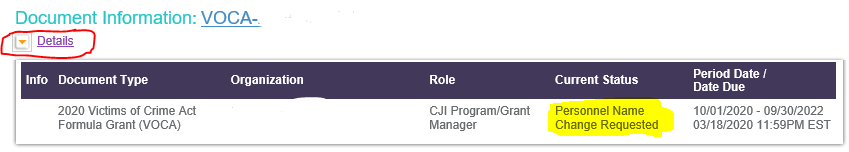 Document Information: VOCA-
Details
Info Document Type Organization Role Current Status Period Date /
Date Due
2020 Victims of Crime Act CJI Program/Grant Personnel Name 10/01/2020 - 09/30/2022
Formula Grant (VOCA) Manager Change Requested 03/18/2020 11:59PM EST